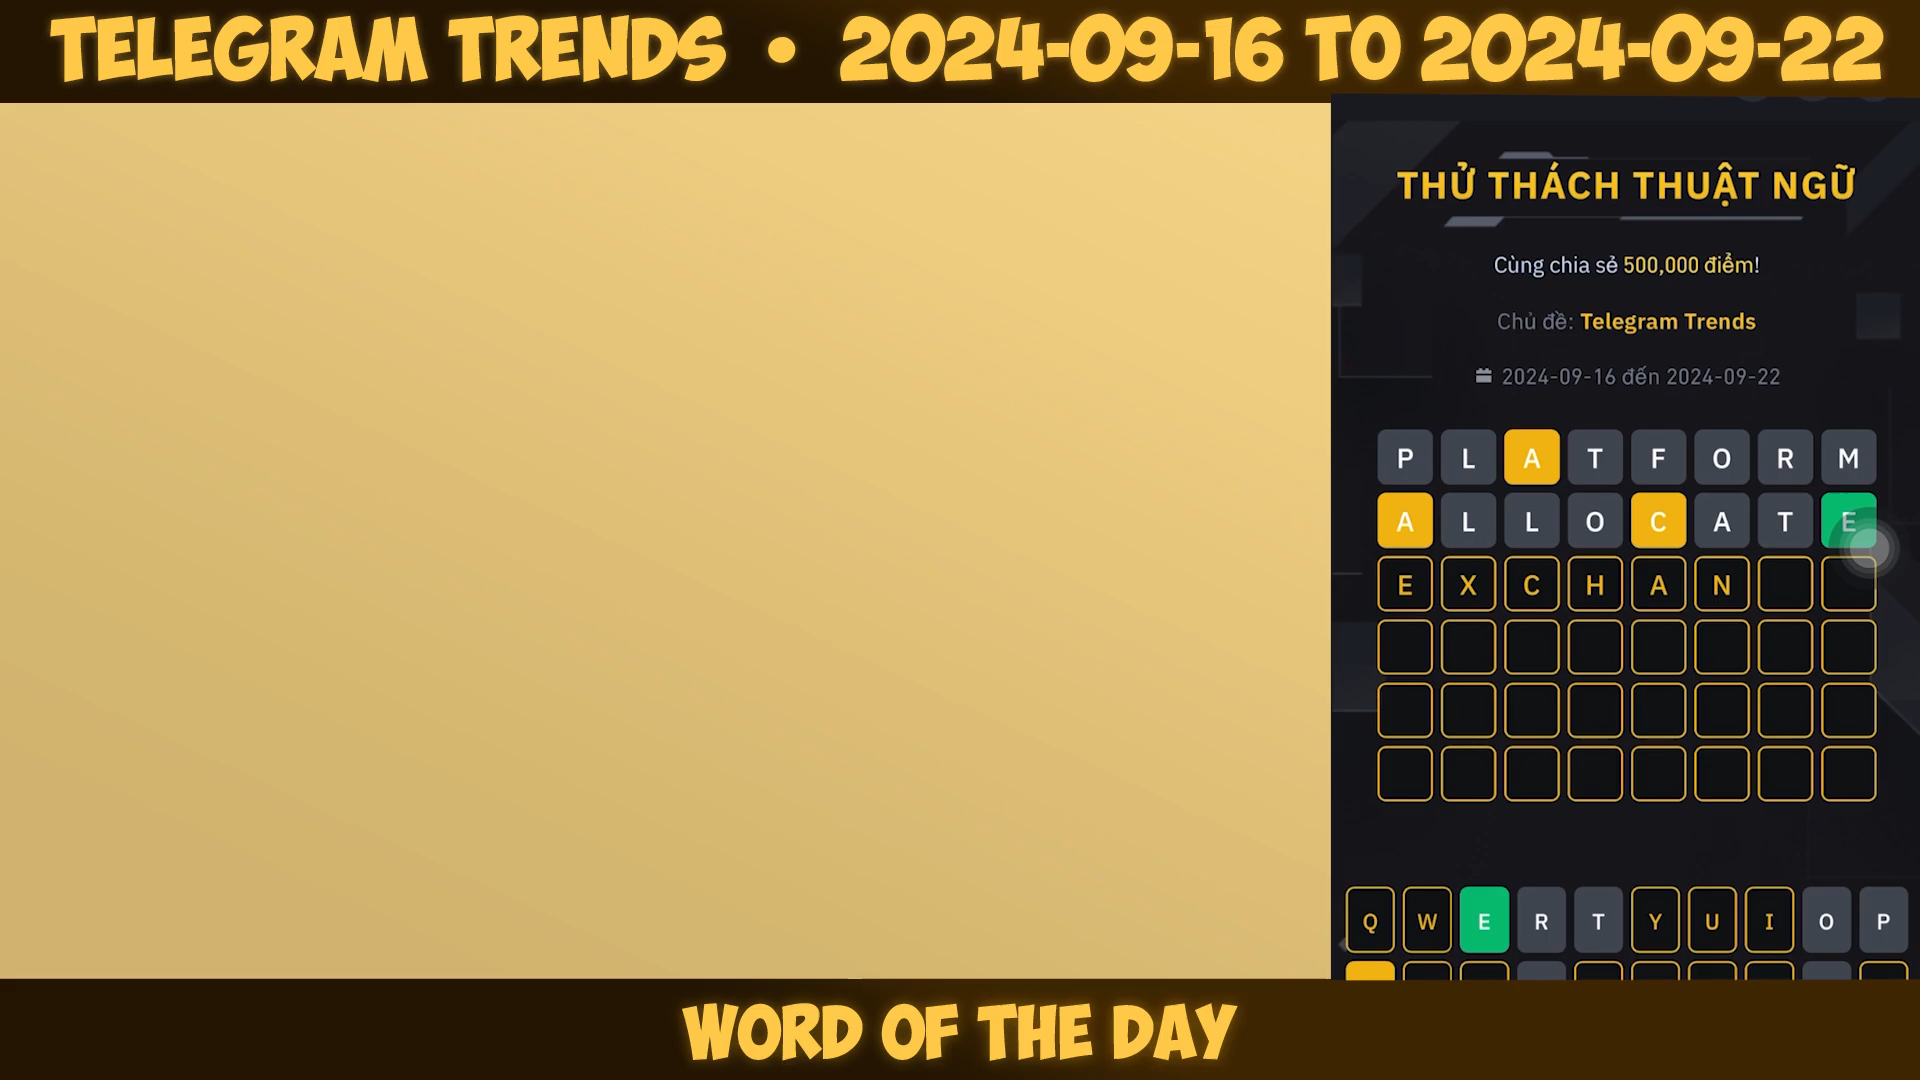 TELEGRAM TRENDS • 2024-09-16 TO 2024-09-22
THỬ THÁCH THUẬT NGỮ
Cùng chia sẻ 500,000 điểm!
Chủ đề: Telegram Trends
2024-09-16 đến 2024-09-22
P L A T F O R M
A L L O C A T E
E X C H A N
Q W E R T Y U I O P
WORD OF THE DAY